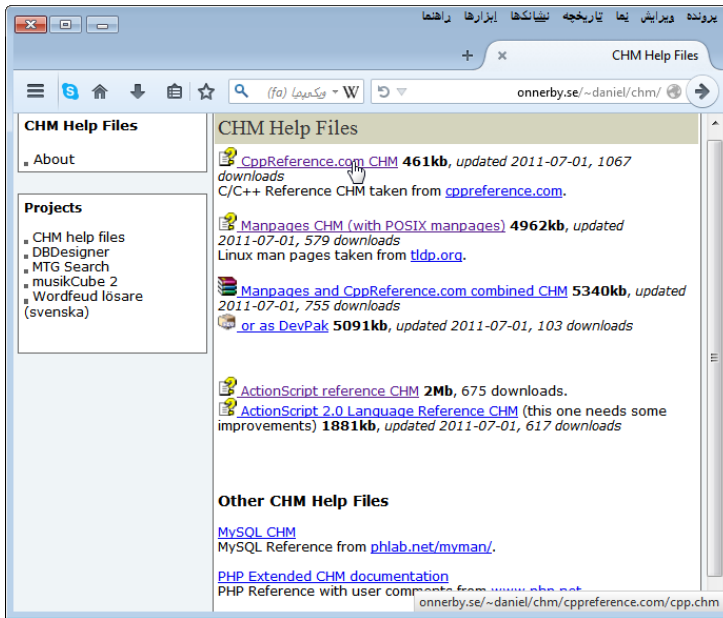 پرونده ویرایش نِما تاریخچه نشانکها ابزارها راهنما
CHM Help Files
ویکیپدیا (fa)
W
onnerby.se/~daniel/chm/
CHM Help Files
About
Projects
CHM help files
DBDesigner
MTG Search
musikCube 2
Wordfeud lösare
(svenska)
CHM Help Files
CppReference.com CHM 461kb, updated 2011-07-01, 1067
downloads
C/C++ Reference CHM taken from cppreference.com.
Manpages CHM (with POSIX manpages) 4962kb, updated
2011-07-01, 579 downloads
Linux man pages taken from tldp.org.
Manpages and CppReference.com combined CHM 5340kb, updated
2011-07-01, 755 downloads
or as DevPak 5091kb, updated 2011-07-01, 103 downloads
ActionScript reference CHM 2Mb, 675 downloads.
ActionScript 2.0 Language Reference CHM (this one needs some
improvements) 1881kb, updated 2011-07-01, 617 downloads
Other CHM Help Files
MySQL CHM
MySQL Reference from phlab.net/myman/.
PHP Extended CHM documentation
PHP Reference with user comments from www.php.net
onnerby.se/~daniel/chm/cppreference.com/cpp.chm